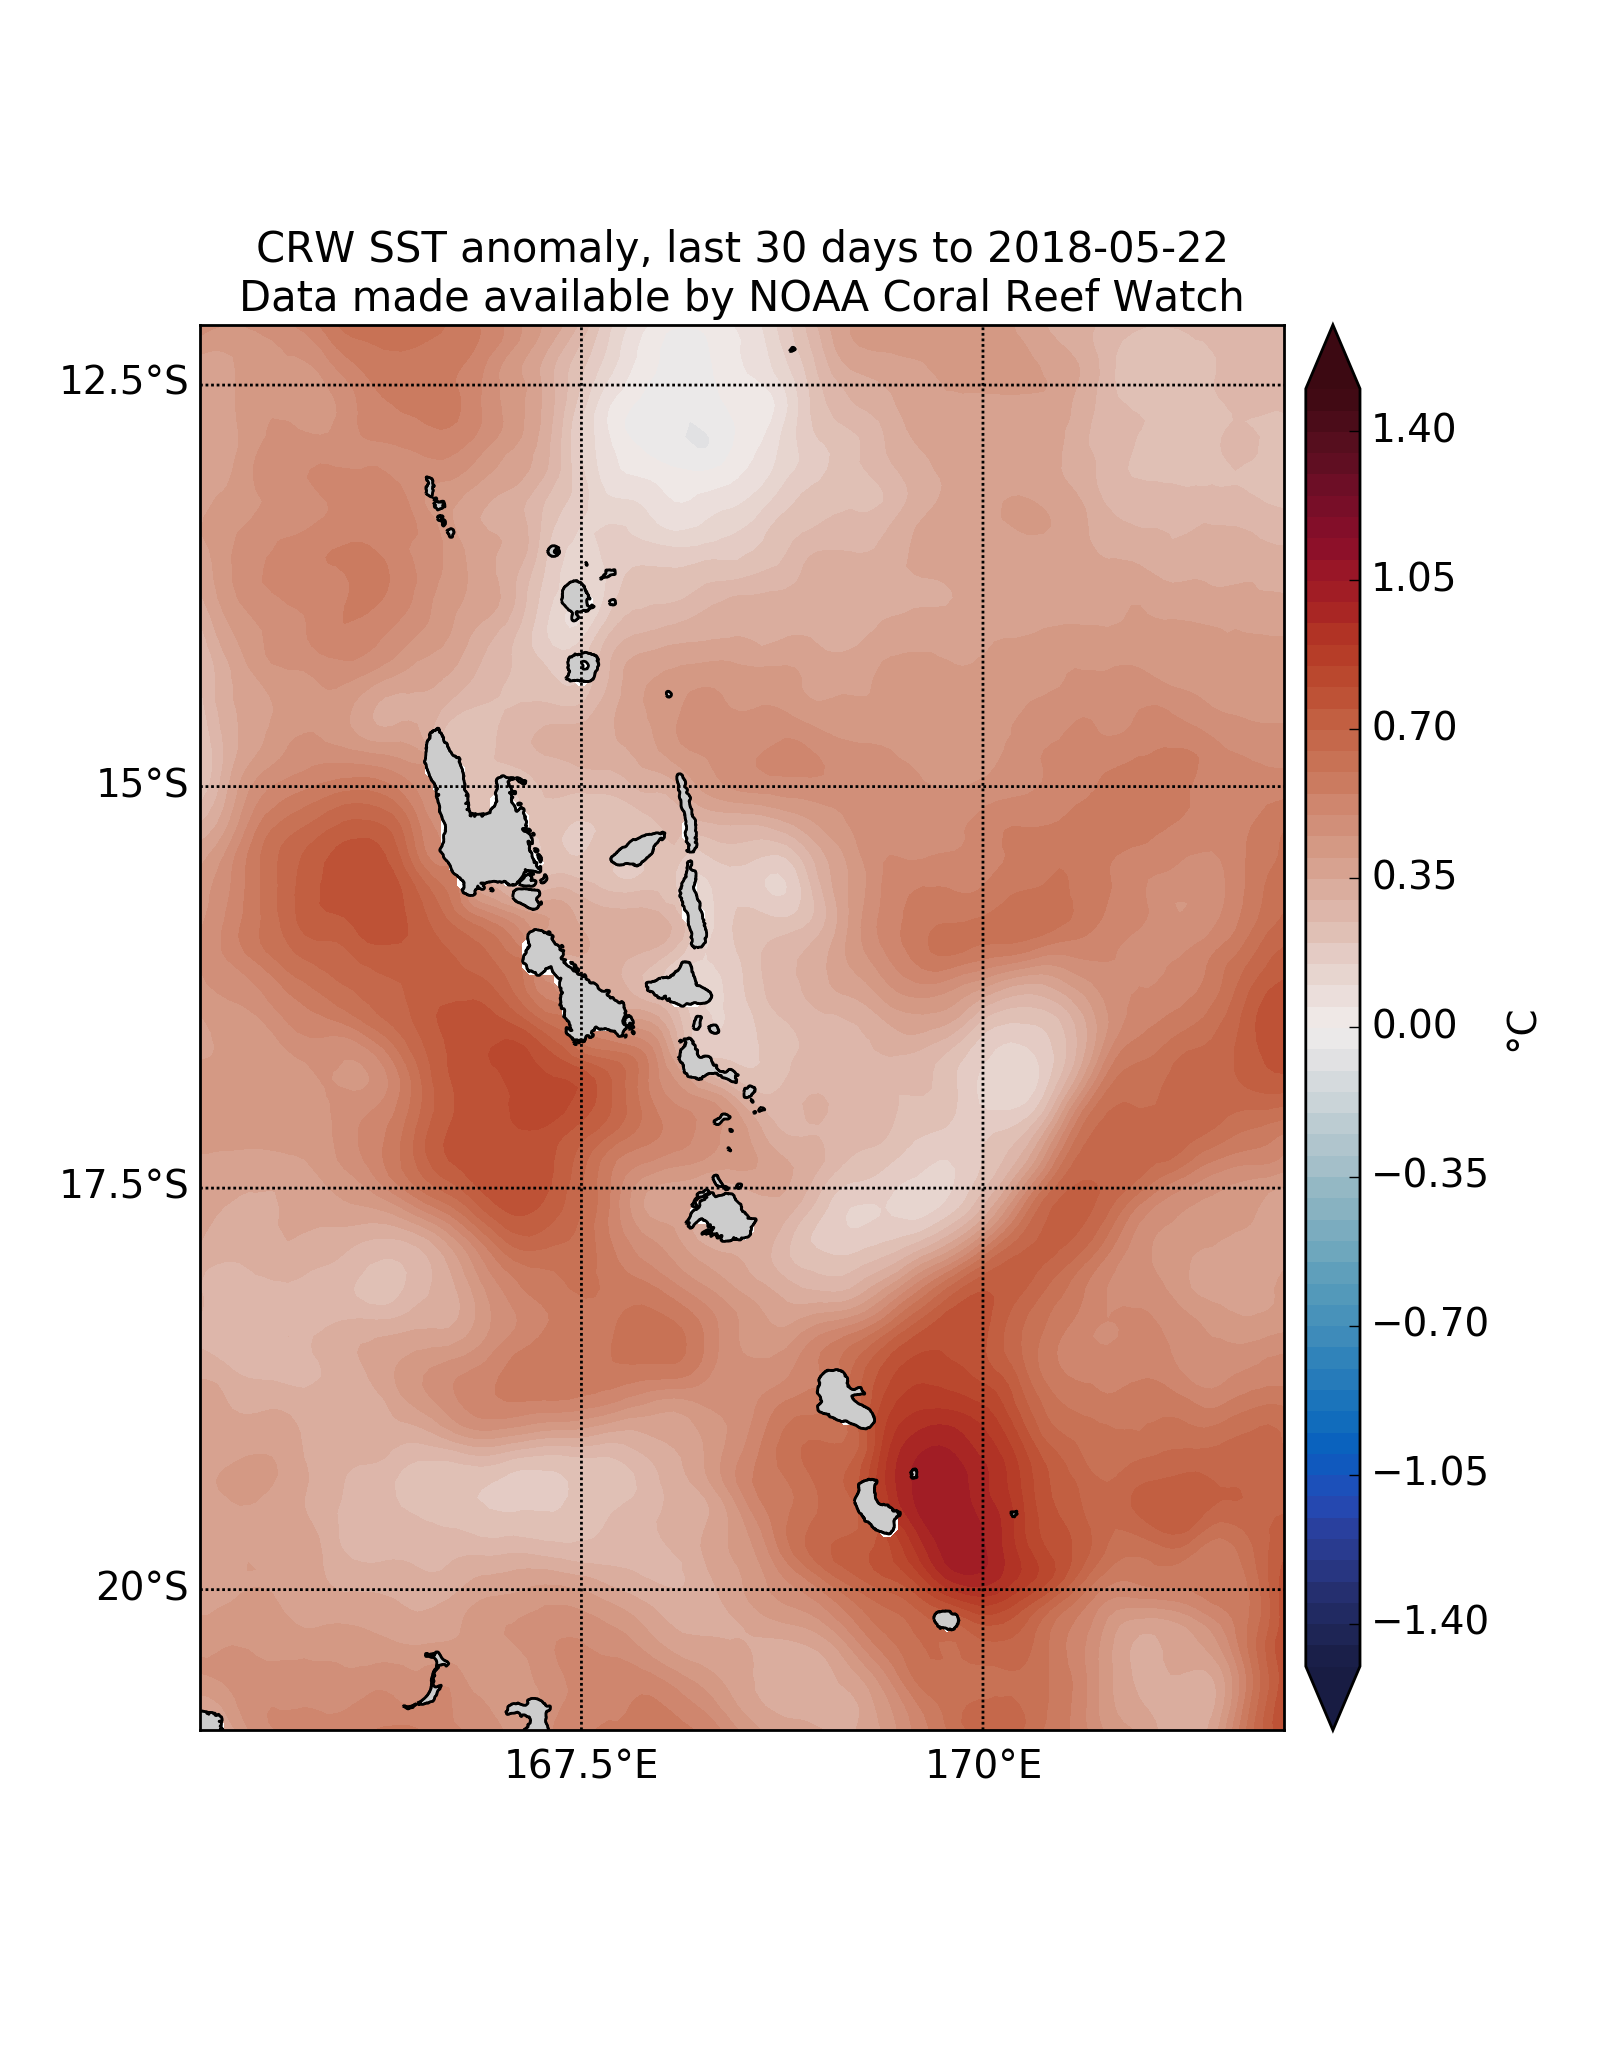 CRW SST anomaly, last 30 days to 2018-05-22
Data made available by NOAA Coral Reef Watch
12.5°S
15°S
17.5°S
20°S
167.5°E
170°E
1.40
1.05
0.70
0.35
0.00
−0.35
−0.70
−1.05
−1.40
°C